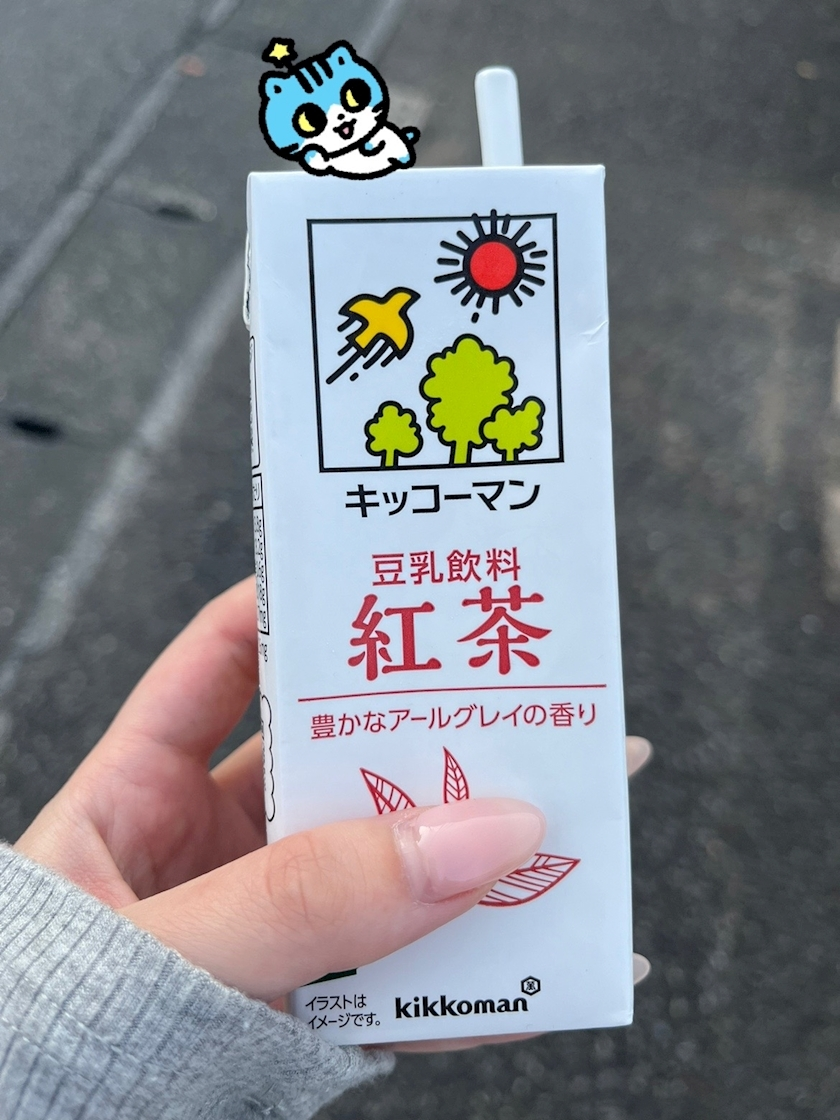 キッコーマン
豆乳飲料
紅茶
豊かなアールグレイの香り
イラストは
イメージです。
kikkoman